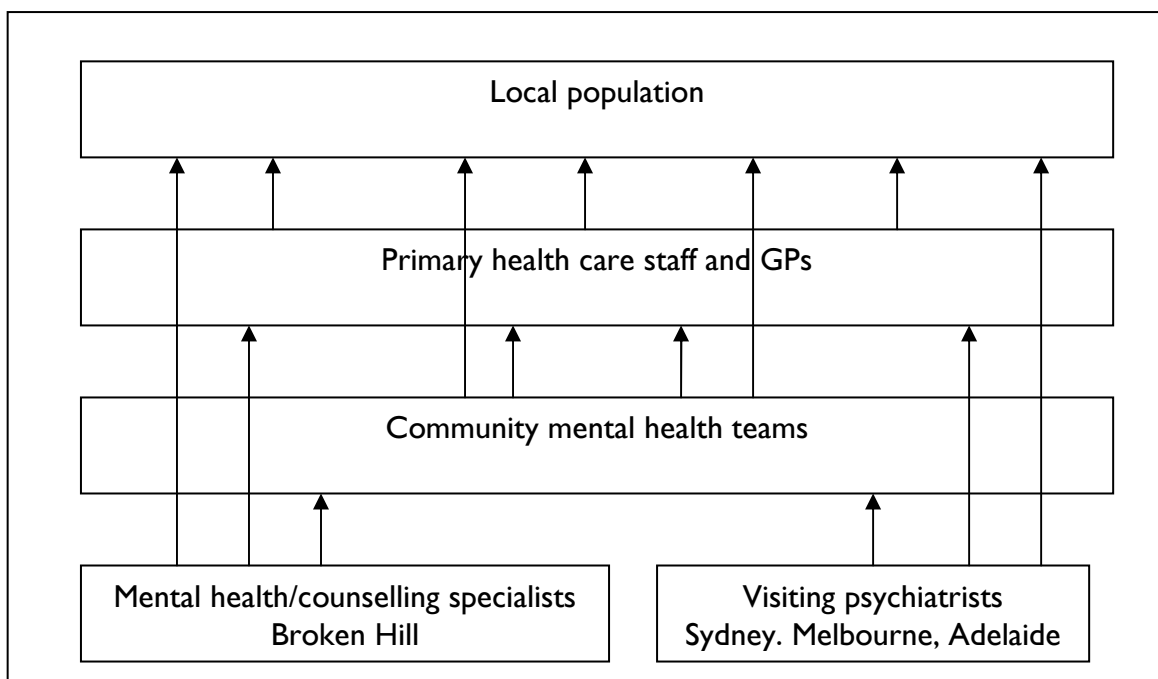 Local population
Primary health care staff and GPs
Community mental health teams
Mental health/counselling specialists
Broken Hill
Visiting psychiatrists
Sydney. Melbourne, Adelaide